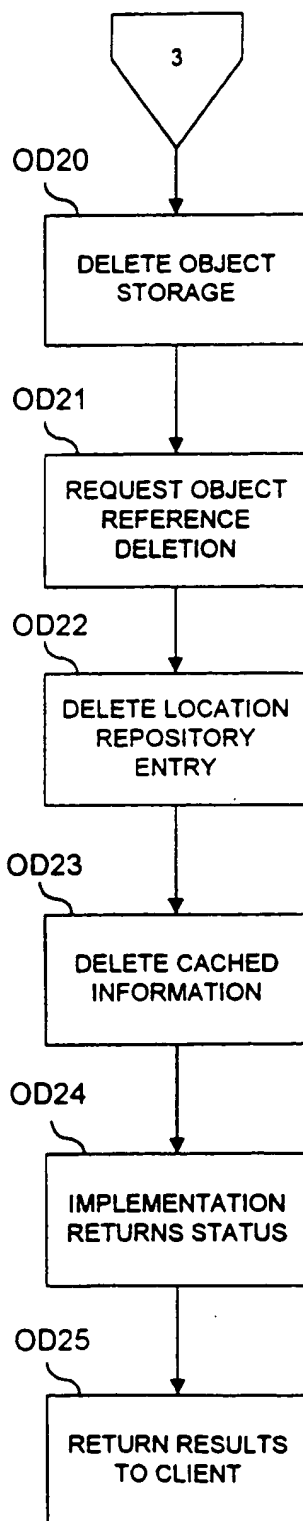 3
OD20
DELETE OBJECT
STORAGE
OD21
REQUEST OBJECT
REFERENCE
DELETION
OD22
DELETE LOCATION
REPOSITORY
ENTRY
OD23
DELETE CACHED
INFORMATION
OD24
IMPLEMENTATION
RETURNS STATUS
OD25
RETURN RESULTS
TO CLIENT